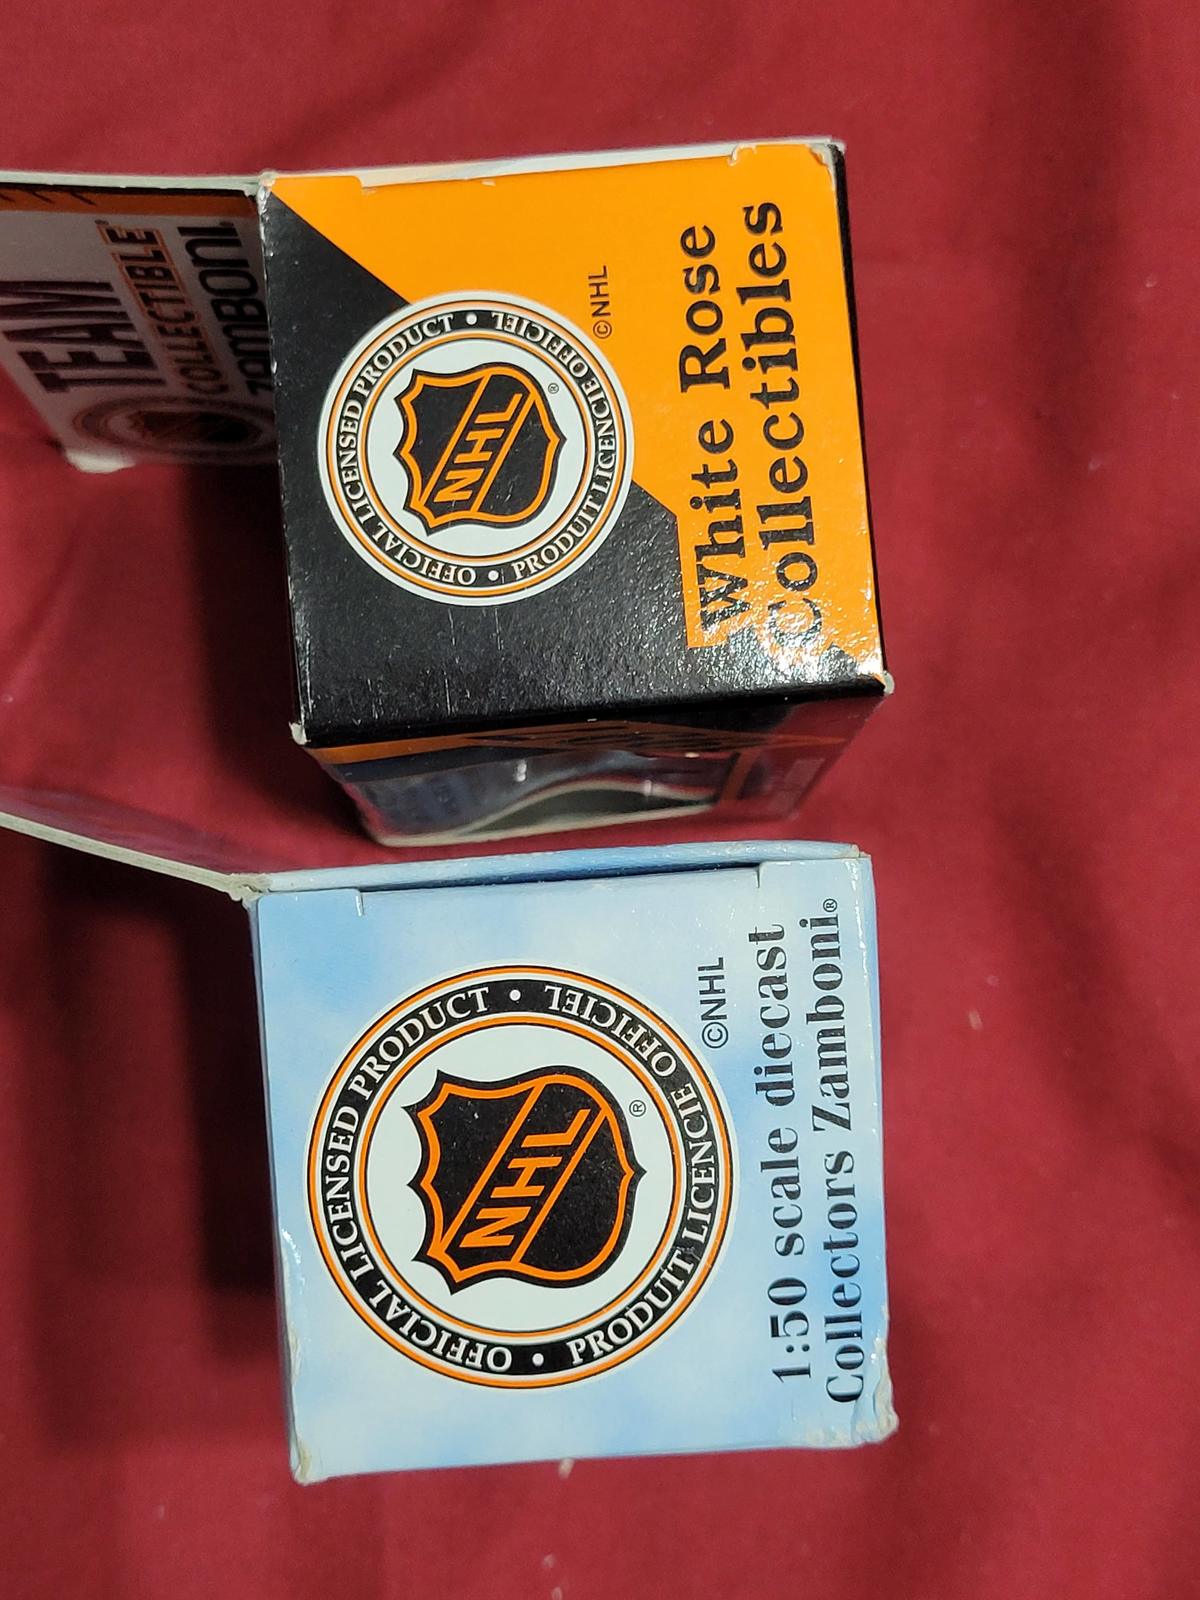 TEAM
COLLECTIBLE
ZAMBONI
OFFICIAL LICENSED PRODUCT • PRODUIT LICENCIE OFFICIEL •
NHL ®
©NHL
White Rose
Collectibles
OFFICIAL LICENSED PRODUCT • PRODUIT LICENCIE OFFICIEL •
NHL ®
©NHL
1:50 scale diecast
Collectors Zamboni®